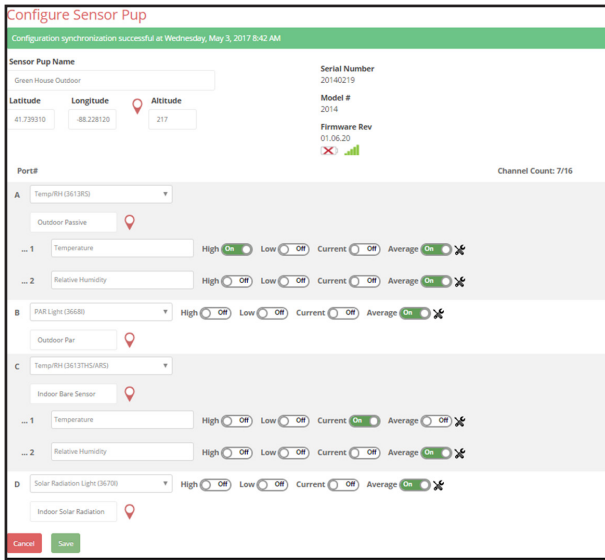 Configure Sensor Pup
Configuration synchronization successful at Wednesday, May 3, 2017 8:42 AM
Sensor Pup Name
Green House Outdoor
Serial Number
20140219
Latitude Longitude Altitude
41.739310 -88.228120 217
Model #
2014
Firmware Rev
01.06.20
Port# Channel Count: 7/16
A Temp/RH (3613RS)
Outdoor Passive
... 1 Temperature High On Low Off Current Off Average On
... 2 Relative Humidity High Off Low Off Current Off Average On
B PAR Light (3668I) High Off Low Off Current Off Average On
Outdoor Par
C Temp/RH (3613THS/ARS)
Indoor Bare Sensor
... 1 Temperature High Off Low Off Current On Average Off
... 2 Relative Humidity High Off Low Off Current Off Average On
D Solar Radiation Light (3670I) High Off Low Off Current Off Average On
Indoor Solar Radiation
Cancel Save